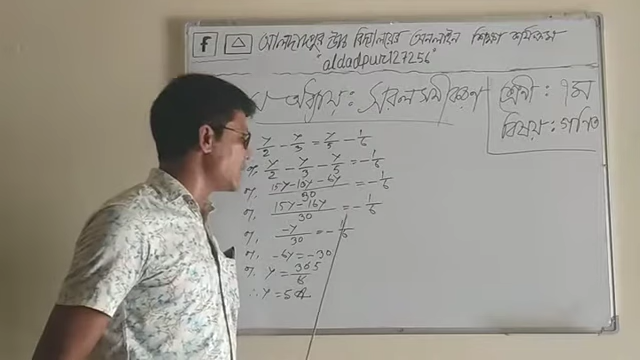 f আলাদাদপুর উচ্চ বিদ্যালয়ের অনলাইন শিক্ষা কার্যক্রম
"aldadpur127256"
অধ্যায়: সরল সমীকরণ
শ্রেণী: ৭ম
বিষয়: গণিত
y/2 - y/3 = y/5 - 1/6
বা, y/2 - y/3 - y/5 = -1/6
বা, 15y-10y-6y/30 = -1/6
বা, 15y-16y/30 = -1/6
বা, -y/30 = -1/6
বা, -6y = -30
বা, y = 30 5/6
∴ y = 5